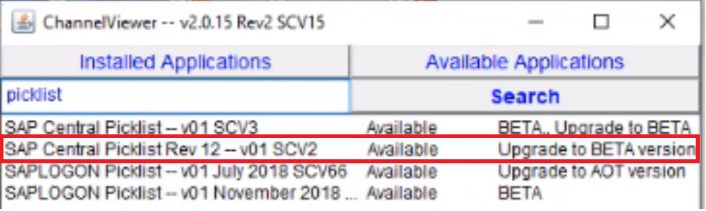 ChannelViewer -- v2.0.15 Rev2 SCV15
Installed Applications Available Applications
picklist Search
SAP Central Picklist -- v01 SCV3 Available BETA., Upgrade to BETA
SAP Central Picklist Rev 12 -- v01 SCV2 Available Upgrade to BETA version
SAPLOGON Picklist -- v01 July 2018 SCV66 Available Upgrade to AOT version
SAPLOGON Picklist -- v01 November 2018 ... Available BETA